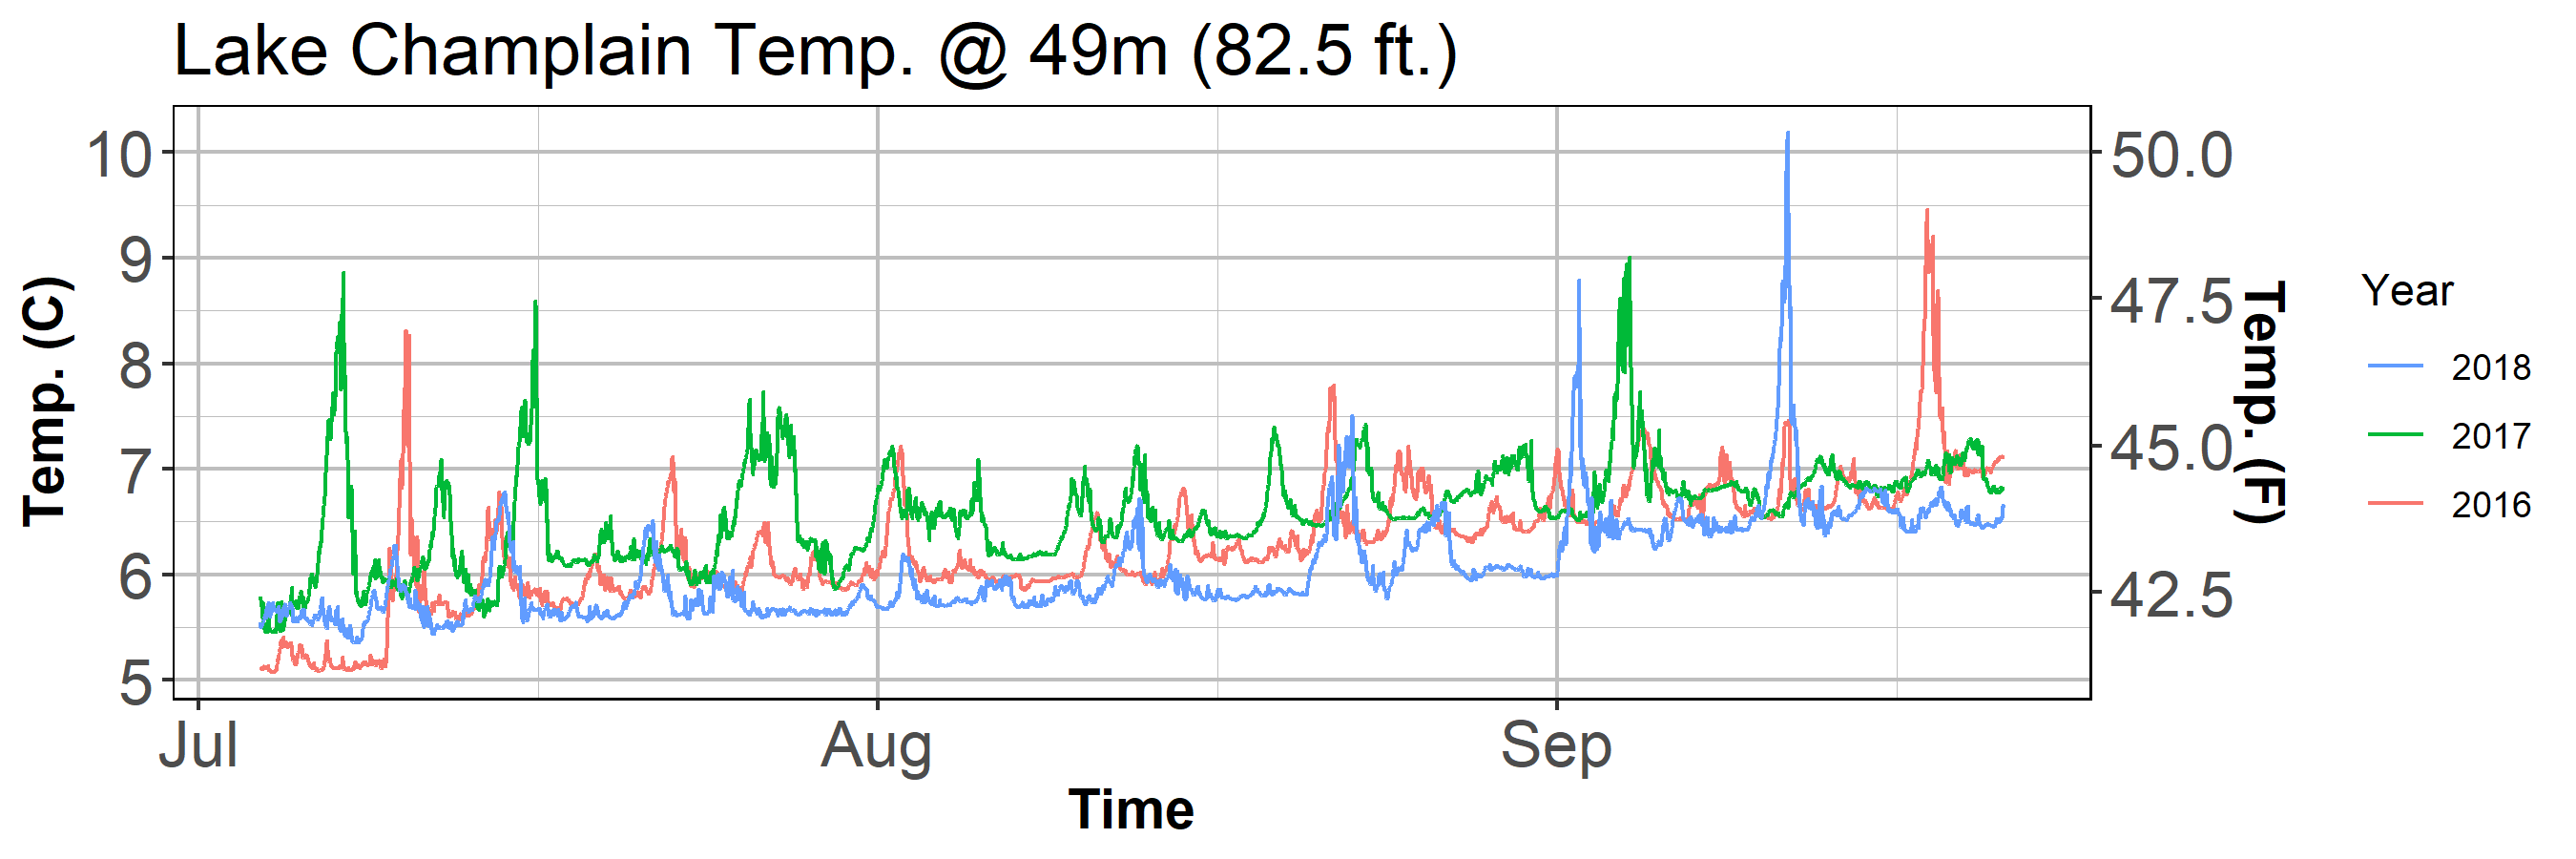 Lake Champlain Temp. @ 49m (82.5 ft.)
Temp. (C)
10
9
8
7
6
5
50.0
47.5
45.0
42.5
Temp. (F)
Jul
Aug
Sep
Time
Year
2018
2017
2016